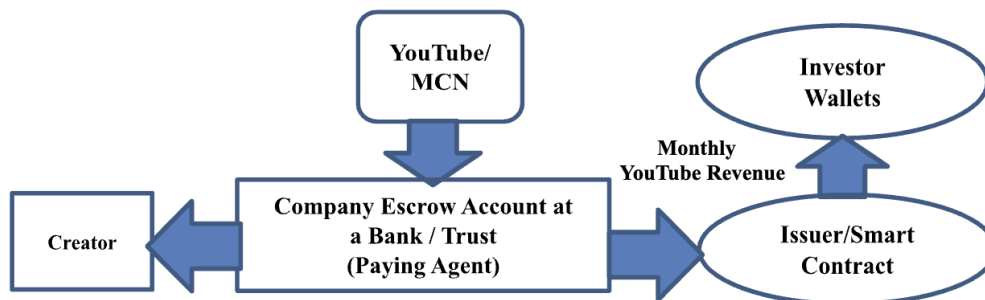 YouTube/
MCN
Investor
Wallets
Monthly
YouTube Revenue
Creator
Company Escrow Account at
a Bank / Trust
(Paying Agent)
Issuer/Smart
Contract